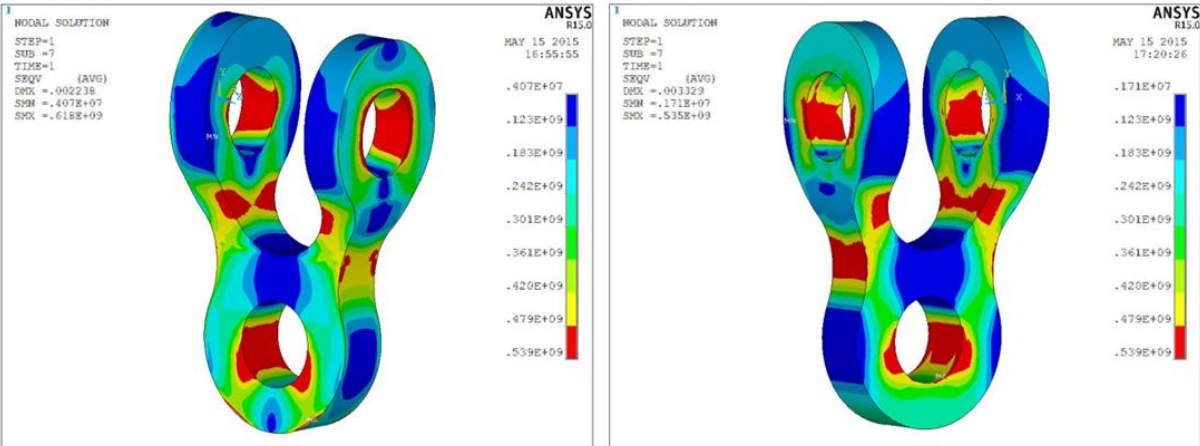 1
NODAL SOLUTION
STEP=1
SUB =7
TIME=1
SEQV (AVG)
DMX =.002238
SMN =.407E+07
SMX =.618E+09
ANSYS
R15.0
MAY 15 2015
16:55:55
.407E+07
.123E+09
.183E+09
.242E+09
.301E+09
.361E+09
.420E+09
.479E+09
.539E+09
Y
Z
MN
MX
1
NODAL SOLUTION
STEP=1
SUB =7
TIME=1
SEQV (AVG)
DMX =.003329
SMN =.171E+07
SMX =.535E+09
ANSYS
R15.0
MAY 15 2015
17:20:26
.171E+07
.123E+09
.183E+09
.242E+09
.301E+09
.361E+09
.420E+09
.479E+09
.539E+09
Y
X
MN
MX